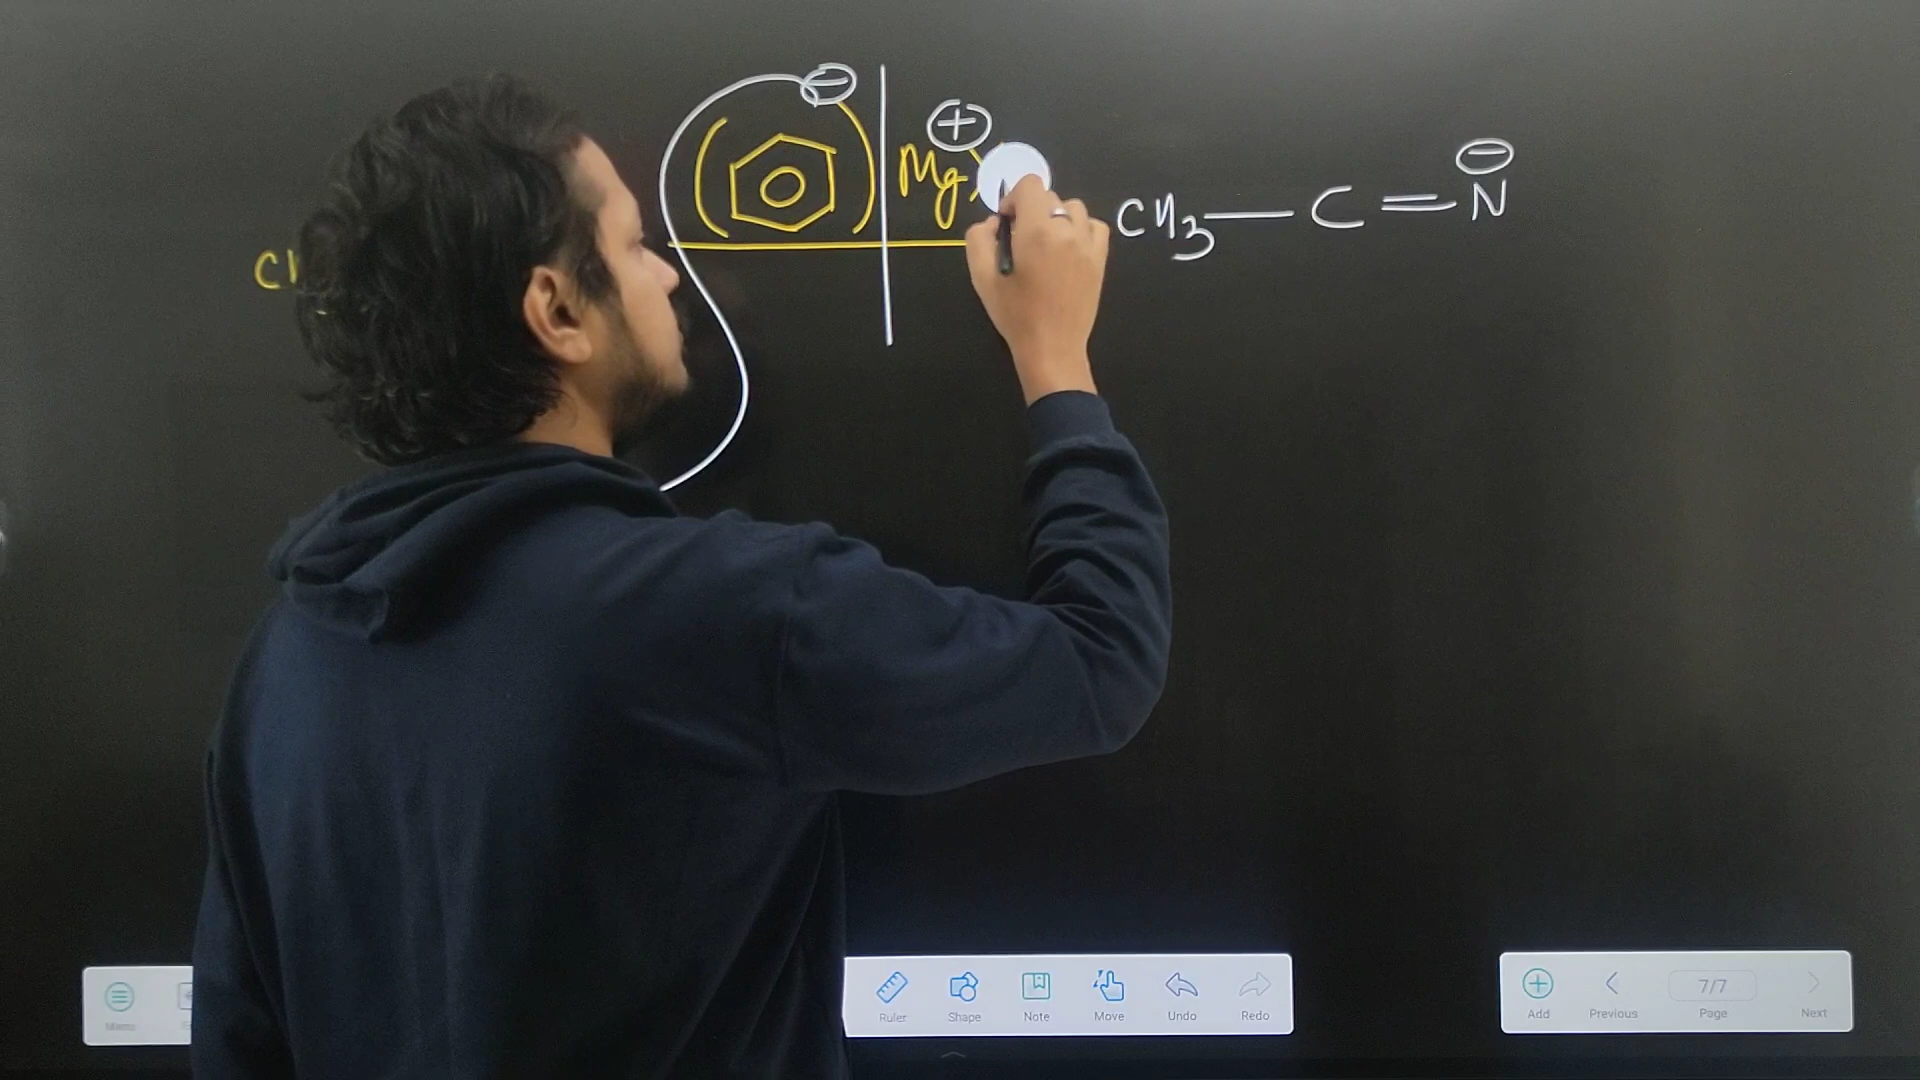 ⊖
⊕
Mg
⊖
CH3—C=N
Ruler Shape Note Move Undo Redo
Add Previous 7/7 Page Next